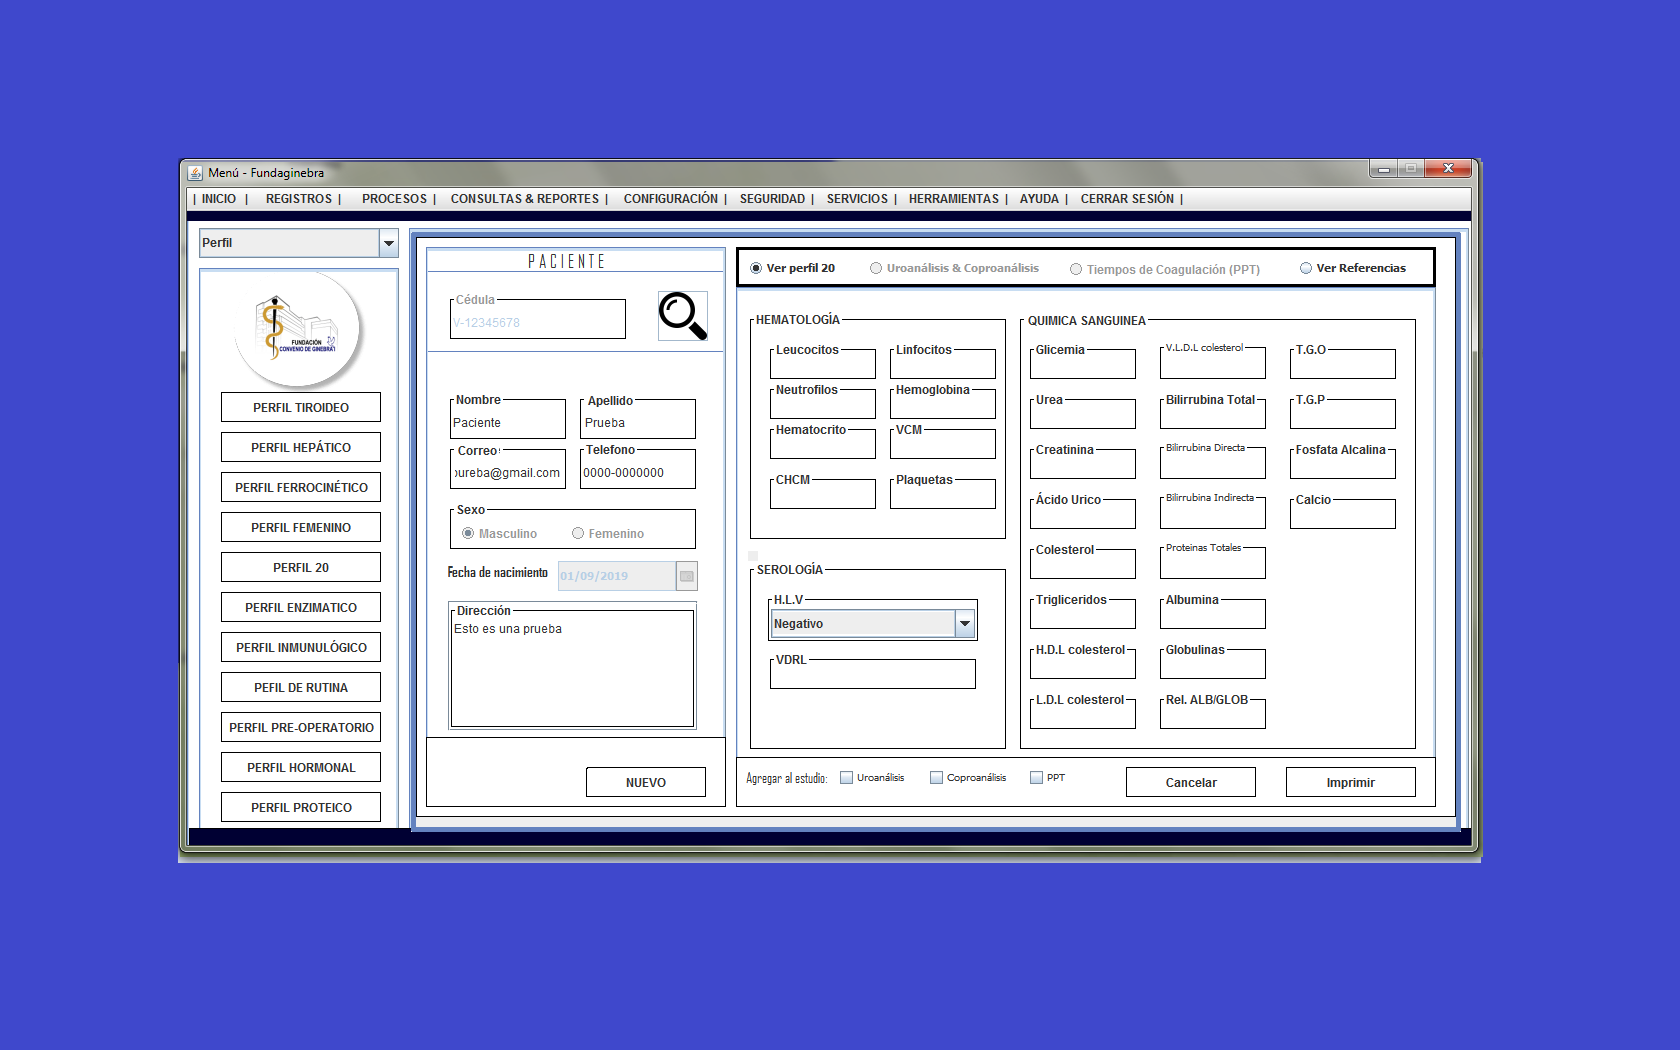 Menú - Fundaginebra
| INICIO | REGISTROS | PROCESOS | CONSULTAS & REPORTES | CONFIGURACIÓN | SEGURIDAD | SERVICIOS | HERRAMIENTAS | AYUDA | CERRAR SESIÓN |
Perfil
FUNDACIÓN
CONVENIO DE GINEBRA
PERFIL TIROIDEO
PERFIL HEPÁTICO
PERFIL FERROCINÉTICO
PERFIL FEMENINO
PERFIL 20
PERFIL ENZIMATICO
PERFIL INMUNULÓGICO
PEFIL DE RUTINA
PERFIL PRE-OPERATORIO
PERFIL HORMONAL
PERFIL PROTEICO
PACIENTE
Cédula
V-12345678
Nombre
Paciente
Apellido
Prueba
Correo
ureba@gmail.com
Telefono
0000-0000000
Sexo
Masculino Femenino
Fecha de nacimiento 01/09/2019
Dirección
Esto es una prueba
NUEVO
Ver perfil 20 Uroanálisis & Coproanálisis Tiempos de Coagulación (PPT) Ver Referencias
HEMATOLOGÍA
Leucocitos Linfocitos
Neutrofilos Hemoglobina
Hematocrito VCM
CHCM Plaquetas
SEROLOGÍA
H.L.V
Negativo
VDRL
QUIMICA SANGUINEA
Glicemia V.L.D.L colesterol T.G.O
Urea Bilirrubina Total T.G.P
Creatinina Bilirrubina Directa Fosfata Alcalina
Ácido Urico Bilirrubina Indirecta Calcio
Colesterol Proteinas Totales
Trigliceridos Albumina
H.D.L colesterol Globulinas
L.D.L colesterol Rel. ALB/GLOB
Agregar al estudio: Uroanálisis Coproanálisis PPT
Cancelar Imprimir